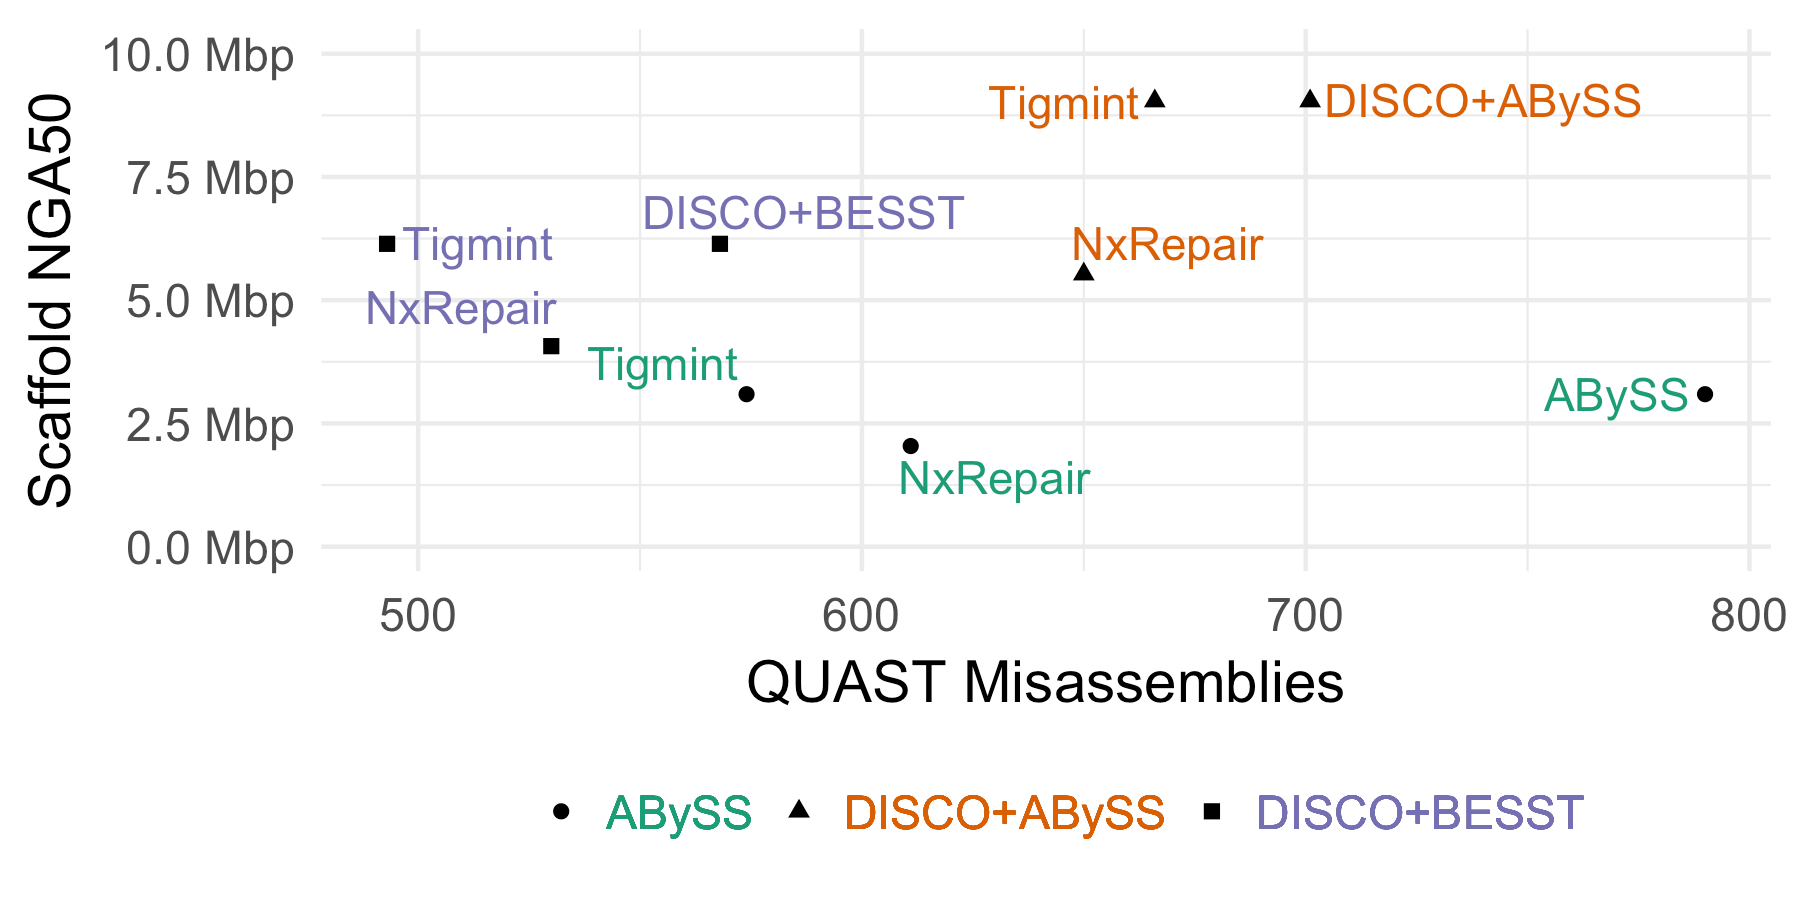 10.0 Mbp
7.5 Mbp
5.0 Mbp
2.5 Mbp
0.0 Mbp
Scaffold NGA50
Tigmint
DISCO+ABySS
DISCO+BESST
Tigmint
NxRepair
NxRepair
Tigmint
ABySS
NxRepair
500
600
700
800
QUAST Misassemblies
ABySS
DISCO+ABySS
DISCO+BESST